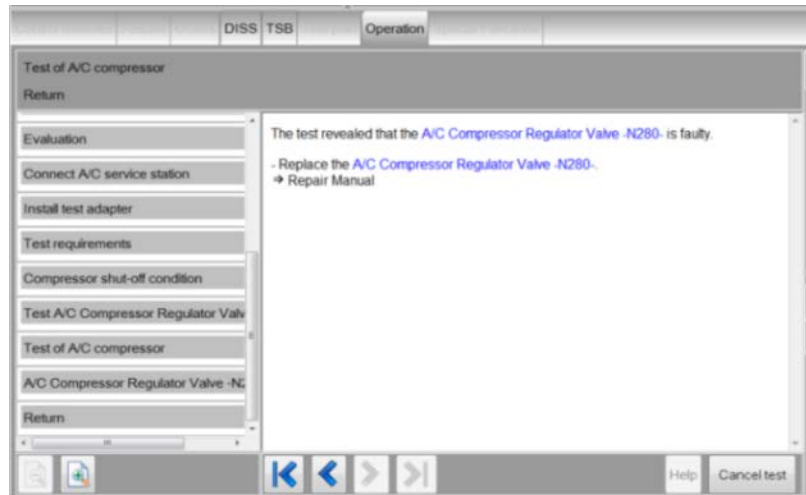 DISS
TSB
Operation
Test of A/C compressor
Return
Evaluation
Connect A/C service station
Install test adapter
Test requirements
Compressor shut-off condition
Test A/C Compressor Regulator Valv
Test of A/C compressor
A/C Compressor Regulator Valve -N2
Return
The test revealed that the A/C Compressor Regulator Valve -N280- is faulty.
- Replace the A/C Compressor Regulator Valve -N280-.
➔ Repair Manual
Help
Cancel test